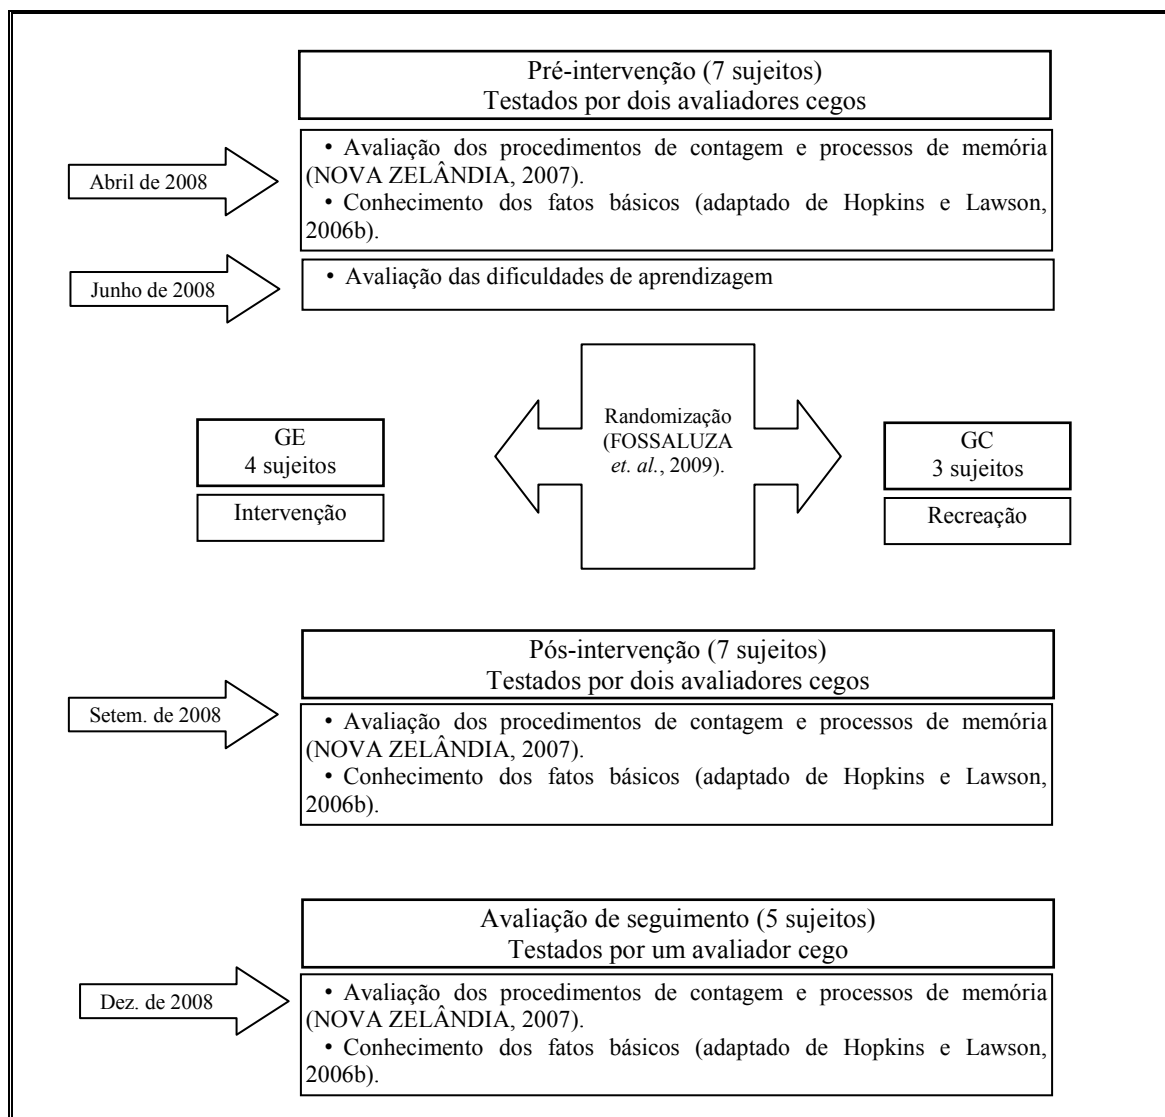 Pré-intervenção (7 sujeitos)
Testados por dois avaliadores cegos
Abril de 2008
• Avaliação dos procedimentos de contagem e processos de memória
(NOVA ZELÂNDIA, 2007).
• Conhecimento dos fatos básicos (adaptado de Hopkins e Lawson,
2006b).
Junho de 2008
• Avaliação das dificuldades de aprendizagem
GE
4 sujeitos
Intervenção
Randomização
(FOSSALUZA
et. al., 2009).
GC
3 sujeitos
Recreação
Pós-intervenção (7 sujeitos)
Testados por dois avaliadores cegos
Setem. de 2008
• Avaliação dos procedimentos de contagem e processos de memória
(NOVA ZELÂNDIA, 2007).
• Conhecimento dos fatos básicos (adaptado de Hopkins e Lawson,
2006b).
Avaliação de seguimento (5 sujeitos)
Testados por um avaliador cego
Dez. de 2008
• Avaliação dos procedimentos de contagem e processos de memória
(NOVA ZELÂNDIA, 2007).
• Conhecimento dos fatos básicos (adaptado de Hopkins e Lawson,
2006b).